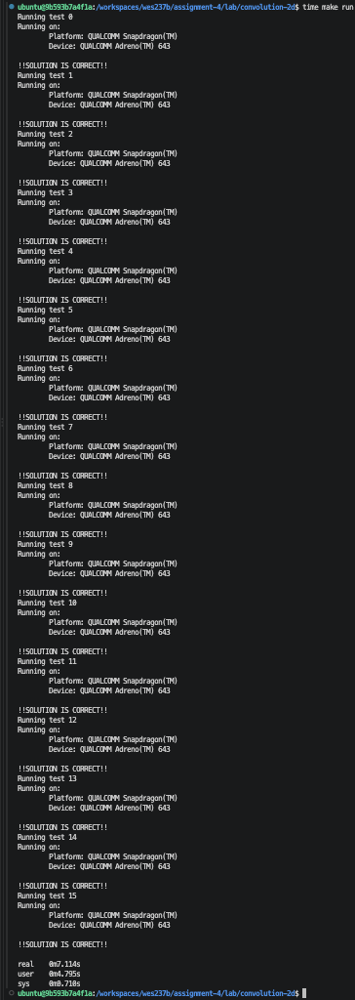 ubuntu@9b593b7a4f1a:/workspaces/wes237b/assignment-4/lab/convolution-2d$ time make run
Running test 0
Running on:
Platform: QUALCOMM Snapdragon(TM)
Device: QUALCOMM Adreno(TM) 643
!!SOLUTION IS CORRECT!!
Running test 1
Running on:
Platform: QUALCOMM Snapdragon(TM)
Device: QUALCOMM Adreno(TM) 643
!!SOLUTION IS CORRECT!!
Running test 2
Running on:
Platform: QUALCOMM Snapdragon(TM)
Device: QUALCOMM Adreno(TM) 643
!!SOLUTION IS CORRECT!!
Running test 3
Running on:
Platform: QUALCOMM Snapdragon(TM)
Device: QUALCOMM Adreno(TM) 643
!!SOLUTION IS CORRECT!!
Running test 4
Running on:
Platform: QUALCOMM Snapdragon(TM)
Device: QUALCOMM Adreno(TM) 643
!!SOLUTION IS CORRECT!!
Running test 5
Running on:
Platform: QUALCOMM Snapdragon(TM)
Device: QUALCOMM Adreno(TM) 643
!!SOLUTION IS CORRECT!!
Running test 6
Running on:
Platform: QUALCOMM Snapdragon(TM)
Device: QUALCOMM Adreno(TM) 643
!!SOLUTION IS CORRECT!!
Running test 7
Running on:
Platform: QUALCOMM Snapdragon(TM)
Device: QUALCOMM Adreno(TM) 643
!!SOLUTION IS CORRECT!!
Running test 8
Running on:
Platform: QUALCOMM Snapdragon(TM)
Device: QUALCOMM Adreno(TM) 643
!!SOLUTION IS CORRECT!!
Running test 9
Running on:
Platform: QUALCOMM Snapdragon(TM)
Device: QUALCOMM Adreno(TM) 643
!!SOLUTION IS CORRECT!!
Running test 10
Running on:
Platform: QUALCOMM Snapdragon(TM)
Device: QUALCOMM Adreno(TM) 643
!!SOLUTION IS CORRECT!!
Running test 11
Running on:
Platform: QUALCOMM Snapdragon(TM)
Device: QUALCOMM Adreno(TM) 643
!!SOLUTION IS CORRECT!!
Running test 12
Running on:
Platform: QUALCOMM Snapdragon(TM)
Device: QUALCOMM Adreno(TM) 643
!!SOLUTION IS CORRECT!!
Running test 13
Running on:
Platform: QUALCOMM Snapdragon(TM)
Device: QUALCOMM Adreno(TM) 643
!!SOLUTION IS CORRECT!!
Running test 14
Running on:
Platform: QUALCOMM Snapdragon(TM)
Device: QUALCOMM Adreno(TM) 643
!!SOLUTION IS CORRECT!!
Running test 15
Running on:
Platform: QUALCOMM Snapdragon(TM)
Device: QUALCOMM Adreno(TM) 643
!!SOLUTION IS CORRECT!!
real 0m7.114s
user 0m4.795s
sys 0m0.710s
ubuntu@9b593b7a4f1a:/workspaces/wes237b/assignment-4/lab/convolution-2d$